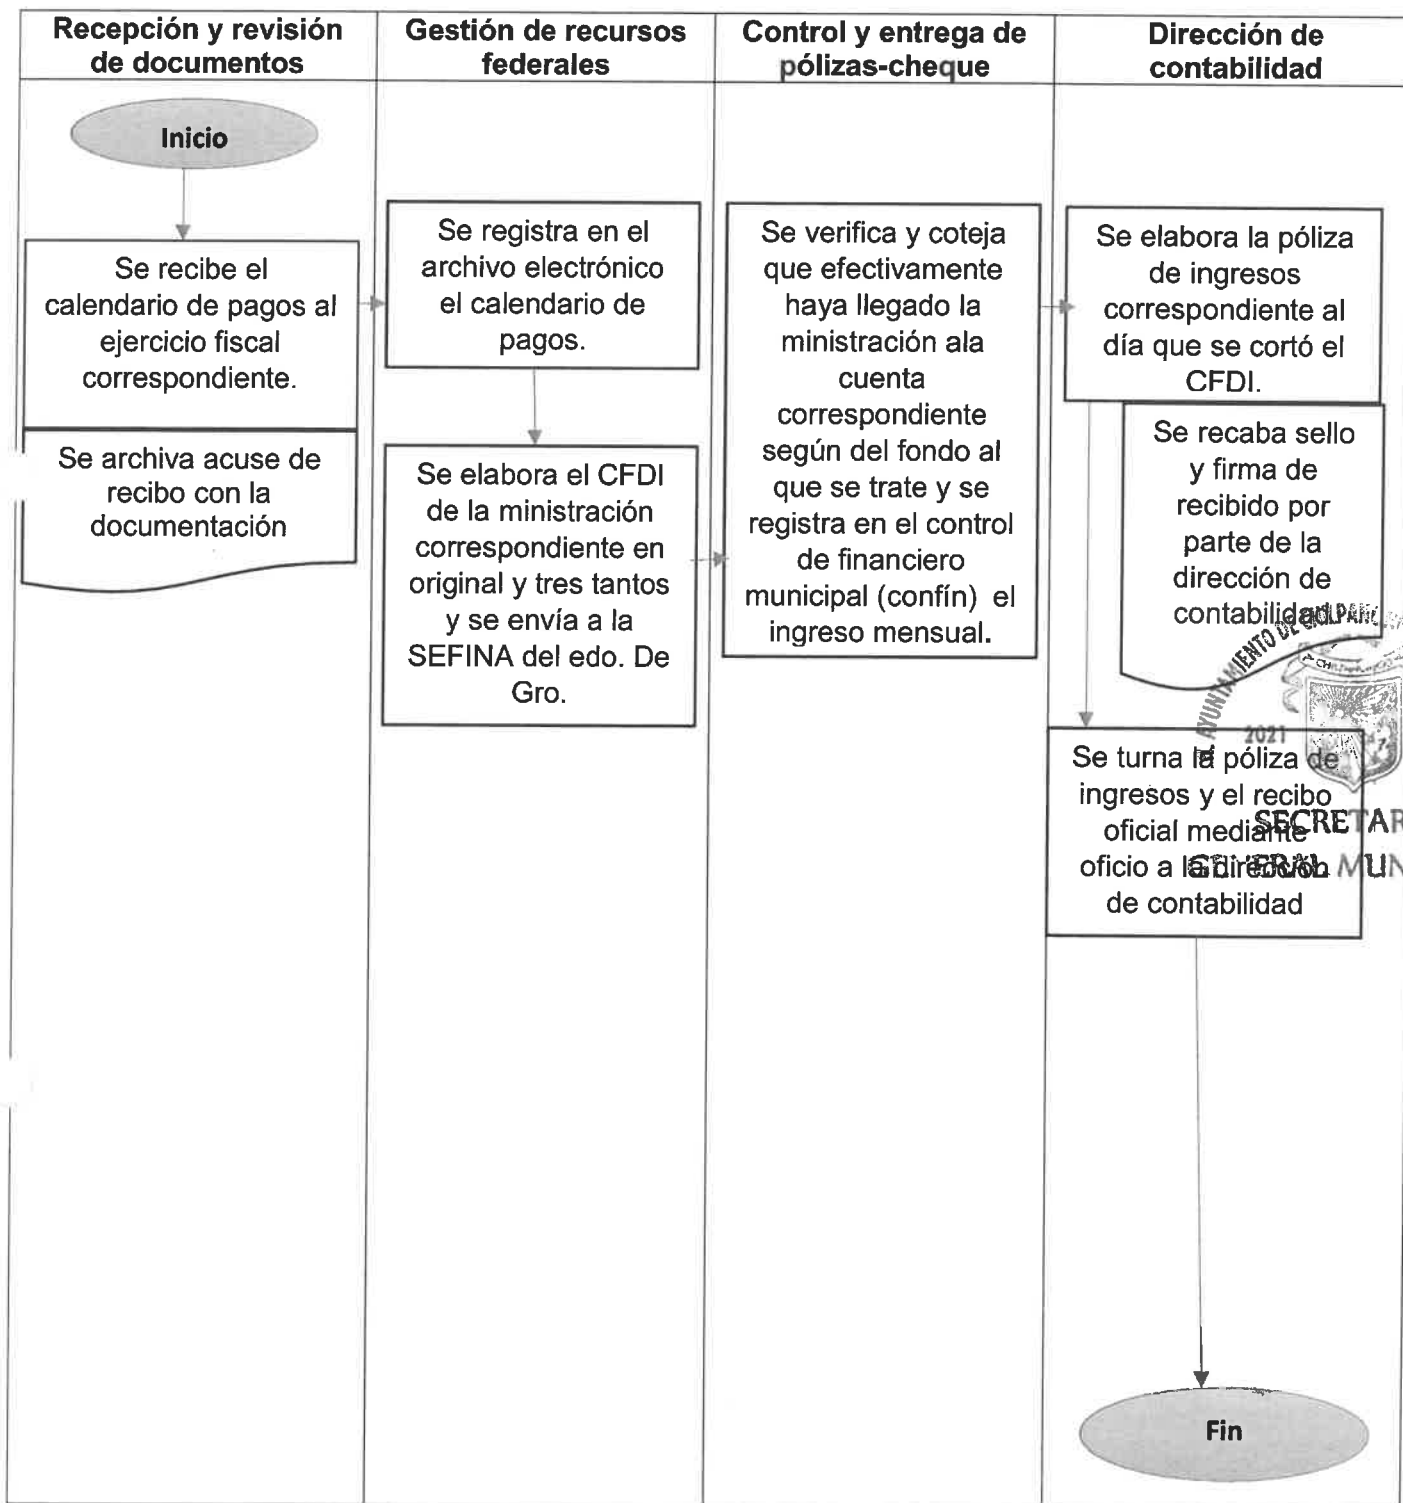 Recepción y revisión
de documentos
Gestión de recursos
federales
Control y entrega de
pólizas-cheque
Dirección de
contabilidad
Inicio
Se recibe el
calendario de pagos al
ejercicio fiscal
correspondiente.
Se archiva acuse de
recibo con la
documentación
Se registra en el
archivo electrónico
el calendario de
pagos.
Se elabora el CFDI
de la ministración
correspondiente en
original y tres tantos
y se envía a la
SEFINA del edo. De
Gro.
Se verifica y coteja
que efectivamente
haya llegado la
ministración ala
cuenta
correspondiente
según del fondo al
que se trate y se
registra en el control
de financiero
municipal (confín) el
ingreso mensual.
Se elabora la póliza
de ingresos
correspondiente al
día que se cortó el
CFDI.
Se recaba sello
y firma de
recibido por
parte de la
dirección de
contabilidad.
Se turna la póliza de
ingresos y el recibo
oficial mediante
oficio a la dirección
de contabilidad
AYUNTAMIENTO DE
2021
SECRETAR
MUN
Fin